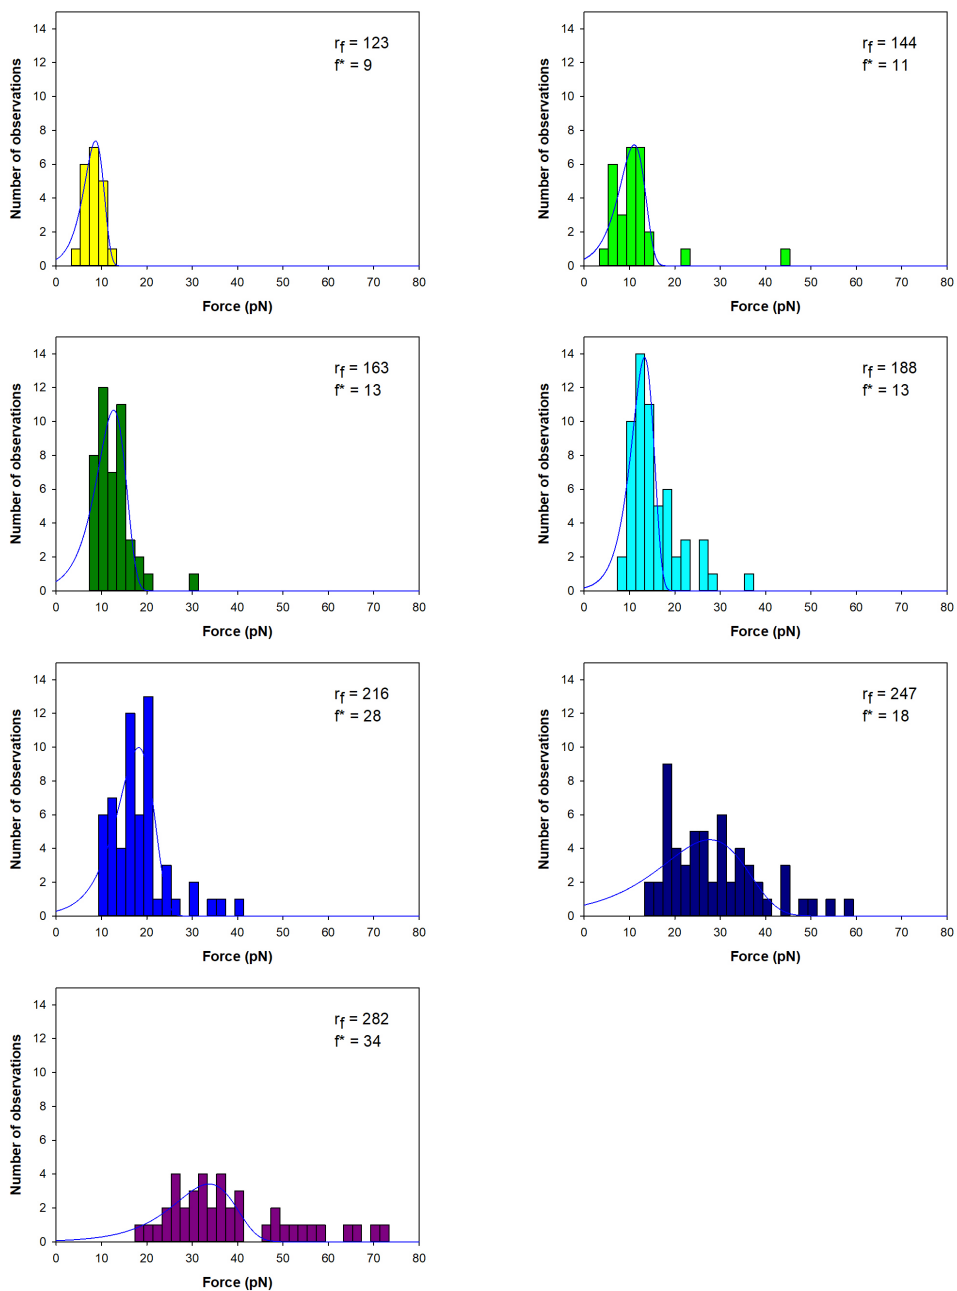 Number of observations
14
12
10
8
6
4
2
0
r_f = 123
f* = 9
0 10 20 30 40 50 60 70 80
Force (pN)
Number of observations
14
12
10
8
6
4
2
0
r_f = 144
f* = 11
0 10 20 30 40 50 60 70 80
Force (pN)
Number of observations
14
12
10
8
6
4
2
0
r_f = 163
f* = 13
0 10 20 30 40 50 60 70 80
Force (pN)
Number of observations
14
12
10
8
6
4
2
0
r_f = 188
f* = 13
0 10 20 30 40 50 60 70 80
Force (pN)
Number of observations
14
12
10
8
6
4
2
0
r_f = 216
f* = 28
0 10 20 30 40 50 60 70 80
Force (pN)
Number of observations
14
12
10
8
6
4
2
0
r_f = 247
f* = 18
0 10 20 30 40 50 60 70 80
Force (pN)
Number of observations
14
12
10
8
6
4
2
0
r_f = 282
f* = 34
0 10 20 30 40 50 60 70 80
Force (pN)